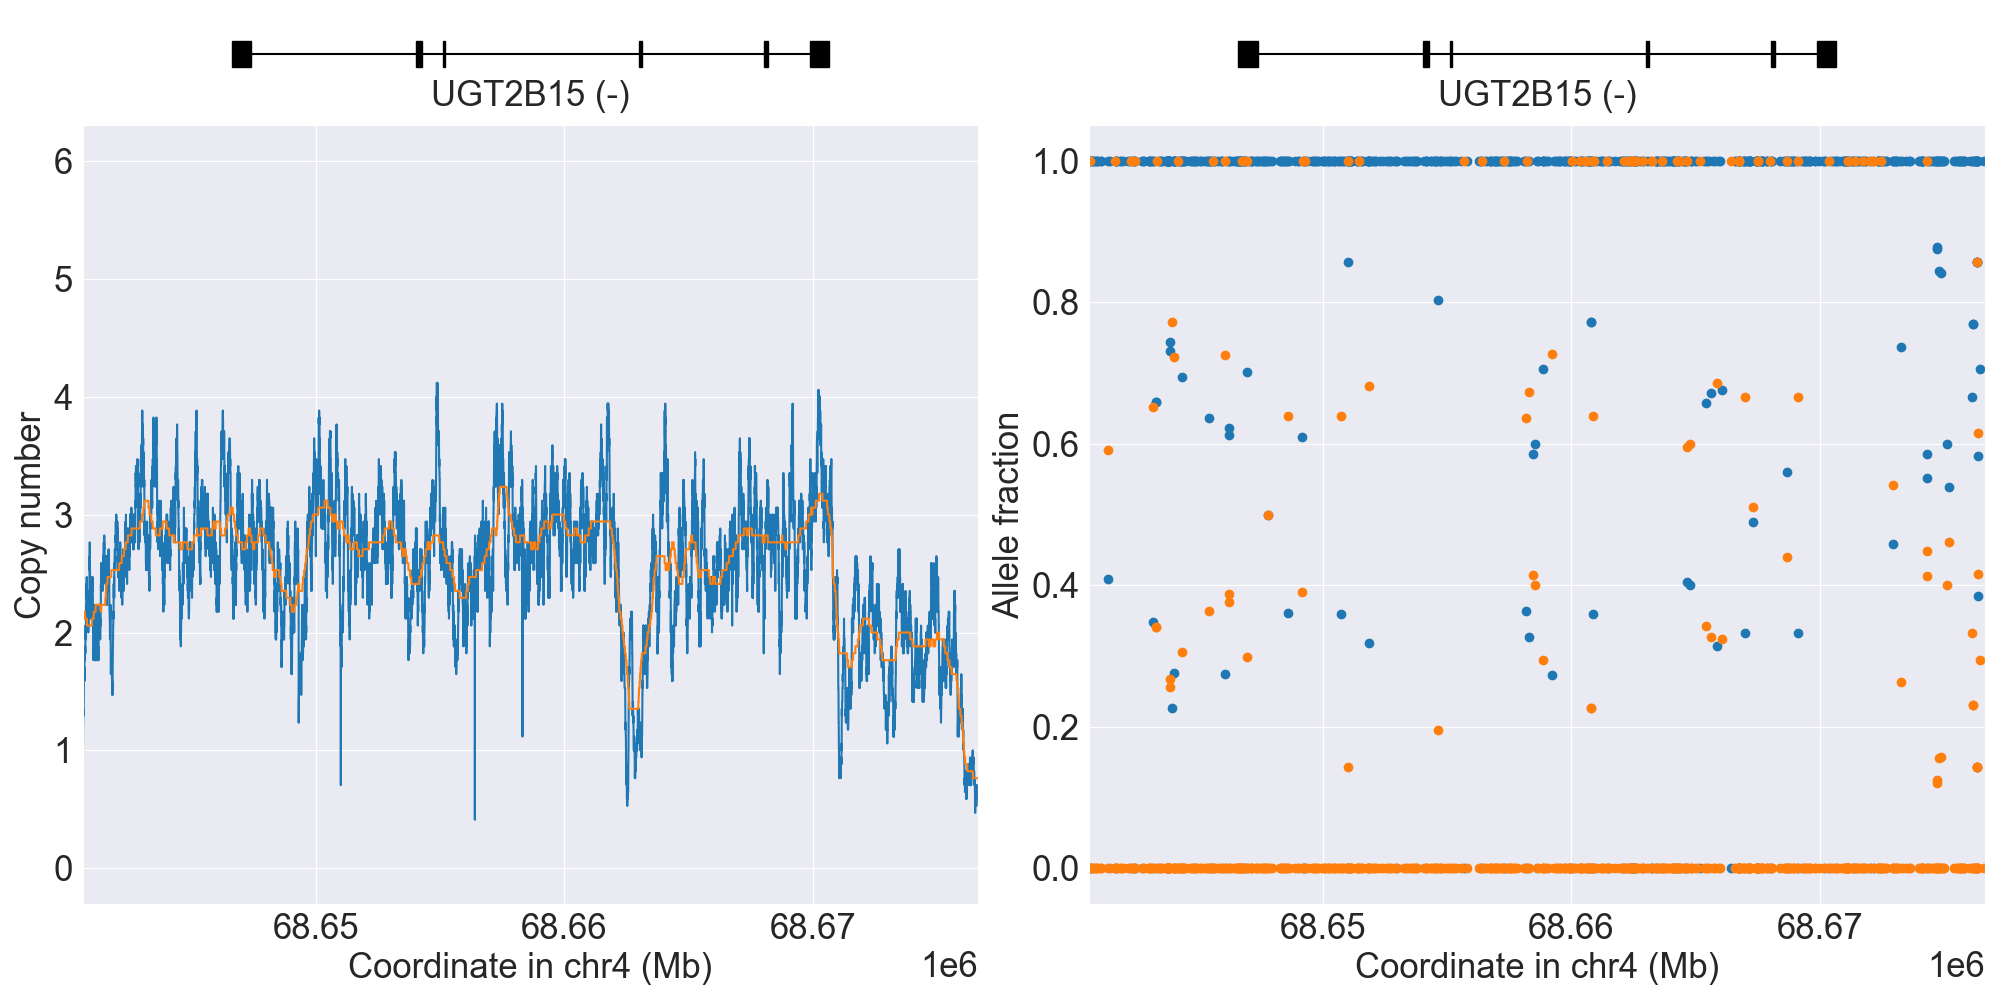 UGT2B15 (-)
Copy number
6
5
4
3
2
1
0
68.65 68.66 68.67
Coordinate in chr4 (Mb)
1e6
UGT2B15 (-)
Allele fraction
1.0
0.8
0.6
0.4
0.2
0.0
68.65 68.66 68.67
Coordinate in chr4 (Mb)
1e6